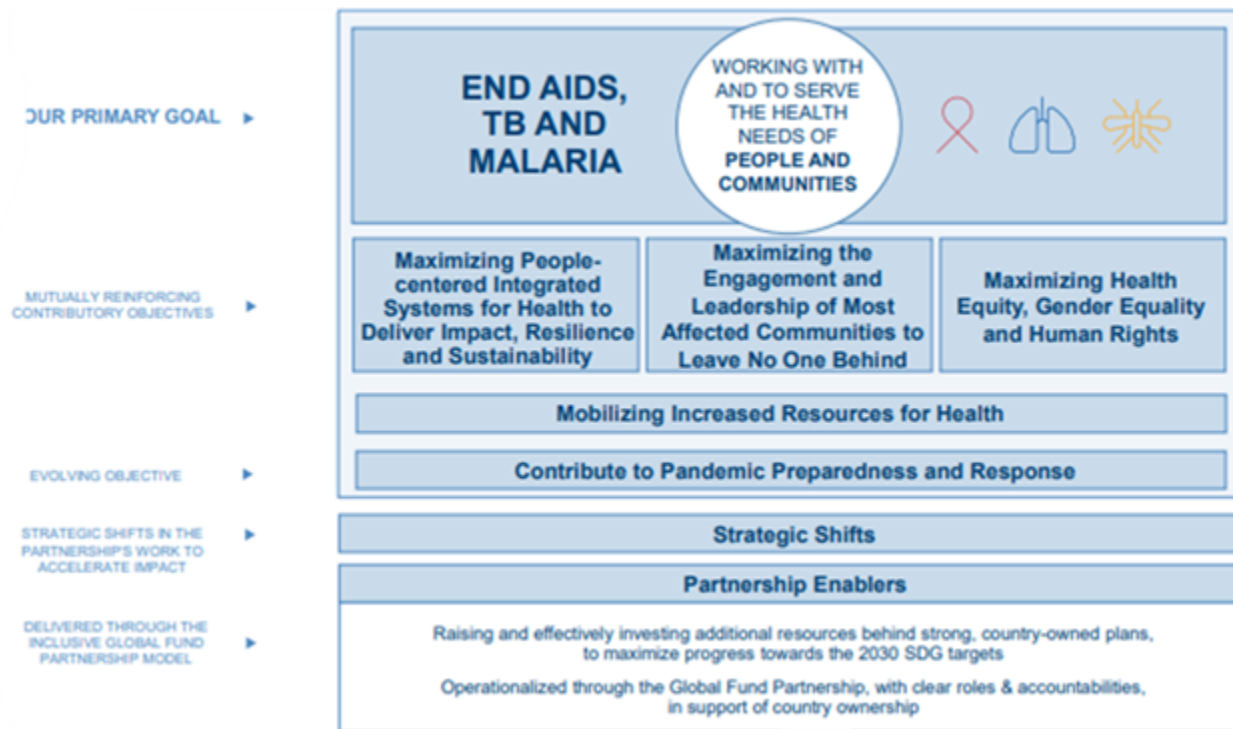 OUR PRIMARY GOAL
END AIDS,
TB AND
MALARIA
WORKING WITH
AND TO SERVE
THE HEALTH
NEEDS OF
PEOPLE AND
COMMUNITIES
MUTUALLY REINFORCING
CONTRIBUTORY OBJECTIVES
Maximizing People-
centered Integrated
Systems for Health to
Deliver Impact, Resilience
and Sustainability
Maximizing the
Engagement and
Leadership of Most
Affected Communities to
Leave No One Behind
Maximizing Health
Equity, Gender Equality
and Human Rights
Mobilizing Increased Resources for Health
EVOLVING OBJECTIVE
Contribute to Pandemic Preparedness and Response
STRATEGIC SHIFTS IN THE
PARTNERSHIP'S WORK TO
ACCELERATE IMPACT
Strategic Shifts
Partnership Enablers
DELIVERED THROUGH THE
INCLUSIVE GLOBAL FUND
PARTNERSHIP MODEL
Raising and effectively investing additional resources behind strong, country-owned plans,
to maximize progress towards the 2030 SDG targets
Operationalized through the Global Fund Partnership, with clear roles & accountabilities,
in support of country ownership